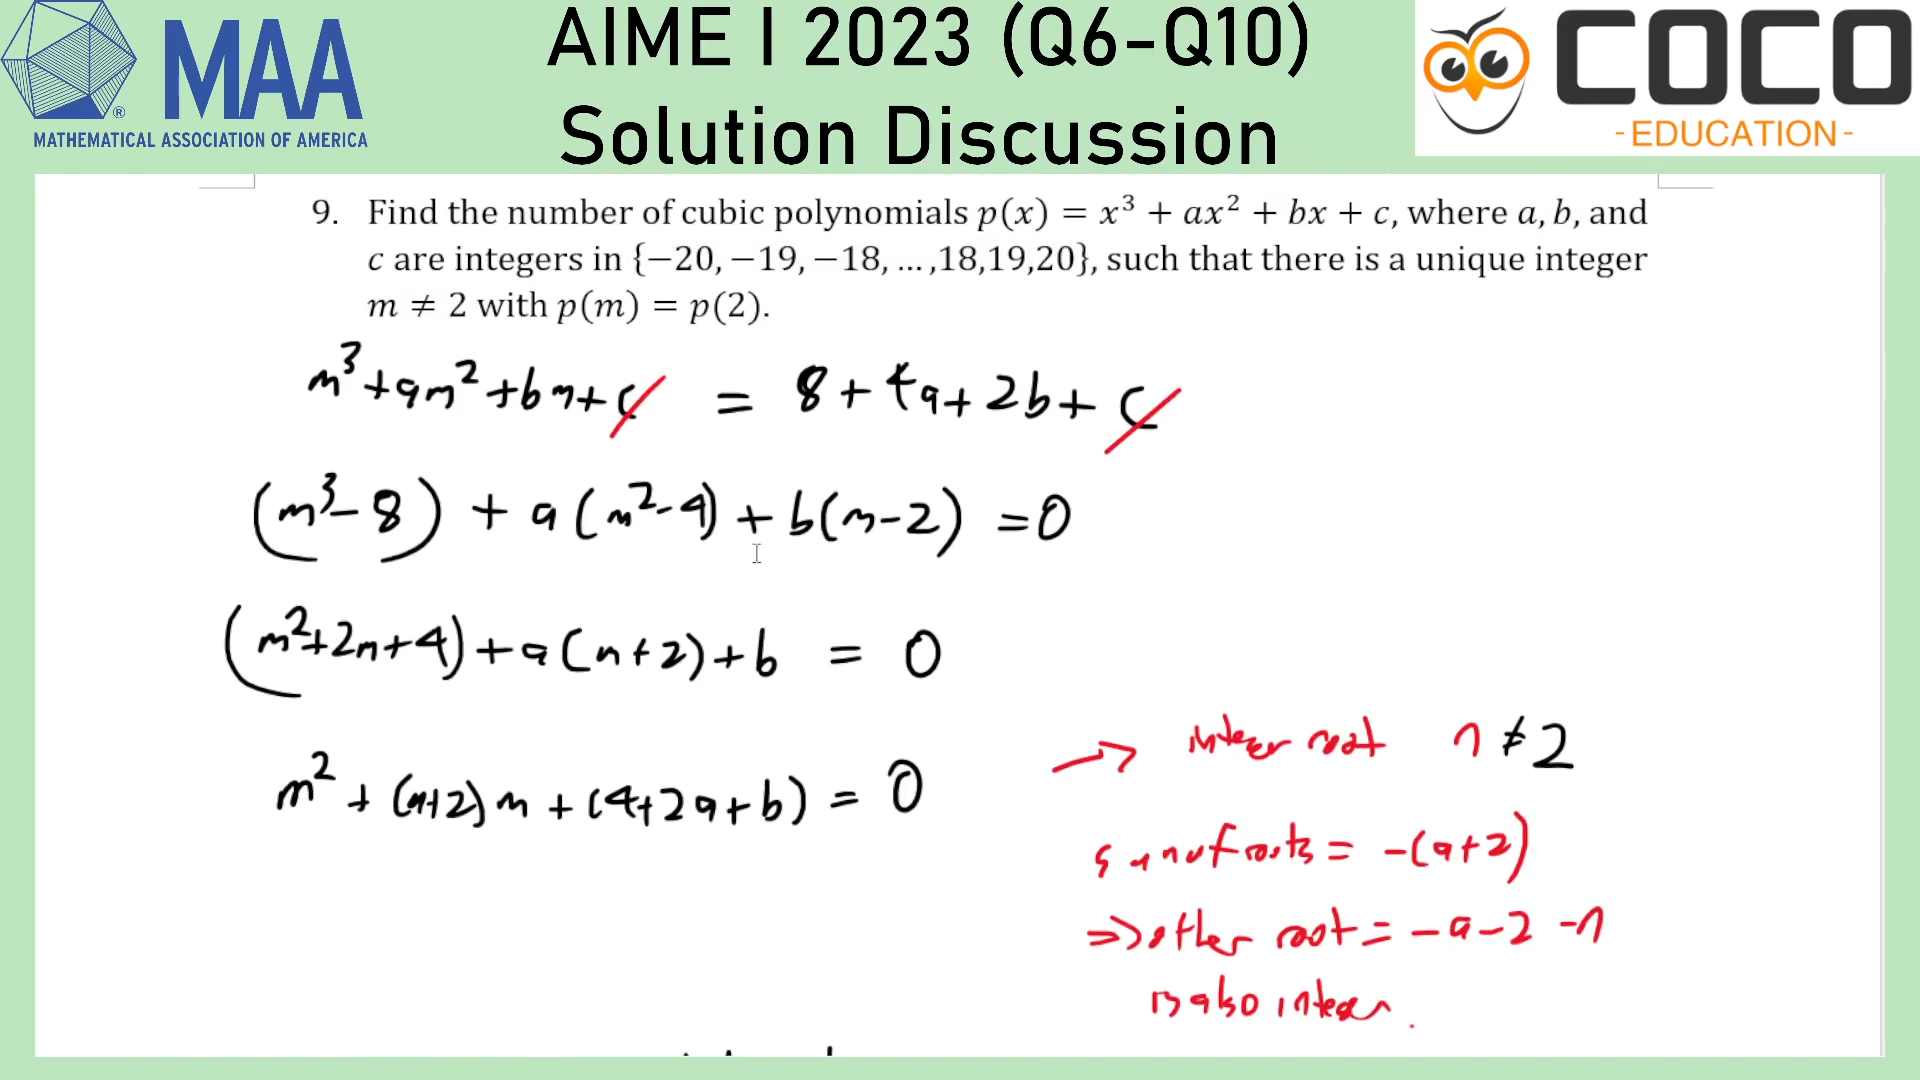 MAA
®
MATHEMATICAL ASSOCIATION OF AMERICA
AIME I 2023 (Q6-Q10)
Solution Discussion
COCO
-EDUCATION-
9. Find the number of cubic polynomials p(x) = x³ + ax² + bx + c, where a, b, and
c are integers in {−20, −19, −18, … ,18,19,20}, such that there is a unique integer
m ≠ 2 with p(m) = p(2).
m³ + am² + bm + c = 8 + 4a + 2b + c
(m³ - 8) + a(m² - 4) + b(m - 2) = 0
(m² + 2m + 4) + a(m + 2) + b = 0
m² + (a+2)m + (4 + 2a + b) = 0
→ integer root n ≠ 2
sum of roots = -(a+2)
⇒ other root = -a - 2 - n
is also integer.